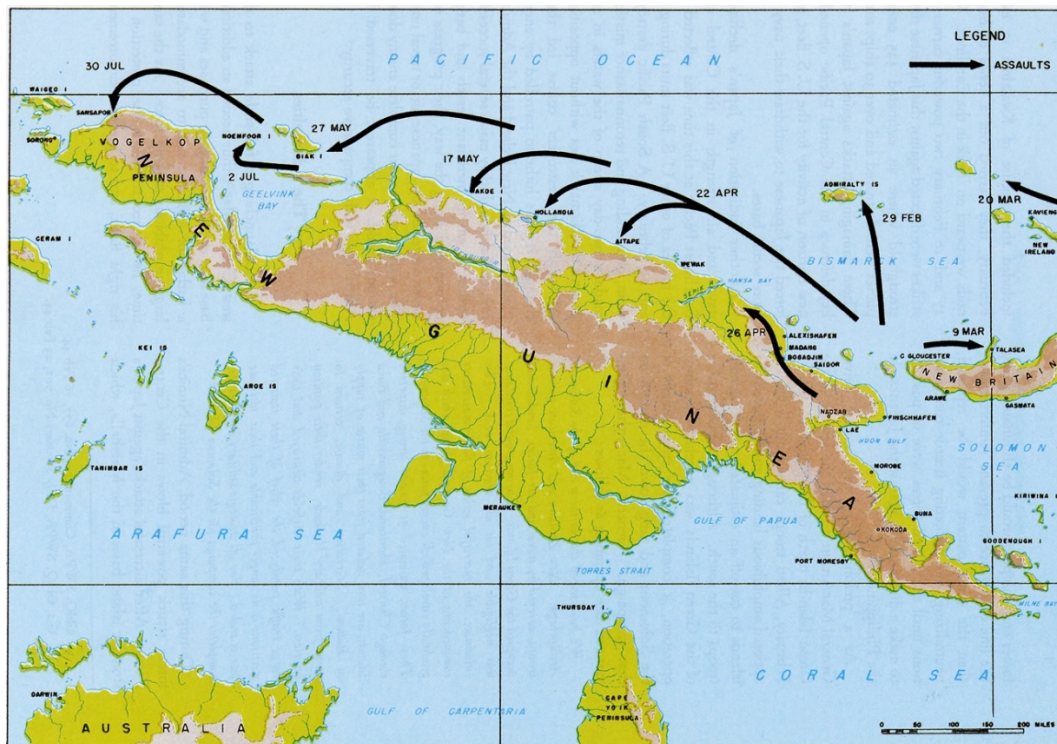 LEGEND
ASSAULTS
PACIFIC OCEAN
30 JUL
WAIGEO I
SANSAPOR
SORONG
VOGELKOP
PENINSULA
NOEMFOOR I
27 MAY
BIAK I
2 JUL
GEELVINK
BAY
17 MAY
HOLLANDIA
22 APR
AITAPE
WEWAK
ADMIRALTY IS
29 FEB
20 MAR
KAVIENG
NEW
IRELAND
BISMARCK SEA
CERAM I
SEPIK R
HANSA BAY
26 APR
ALEXISHAFEN
MADANG
BOGADJIM
SAIDOR
9 MAR
C GLOUCESTER
TALASEA
NEW BRITAIN
ARAWE
GASMATA
NEW GUINEA
KEI IS
AROE IS
NADZAB
FINSCHHAFEN
LAE
HUON GULF
SOLOMON
SEA
TANIMBAR IS
MOROBE
KIRIWINA
MERAUKE
GULF OF PAPUA
BUNA
KOKODA
ARAFURA SEA
PORT MORESBY
GOODENOUGH I
TORRES STRAIT
MILNE BAY
THURSDAY I
CORAL SEA
DARWIN
AUSTRALIA
GULF OF CARPENTARIA
CAPE
YORK
PENINSULA
0 50 100 150 200 MILES